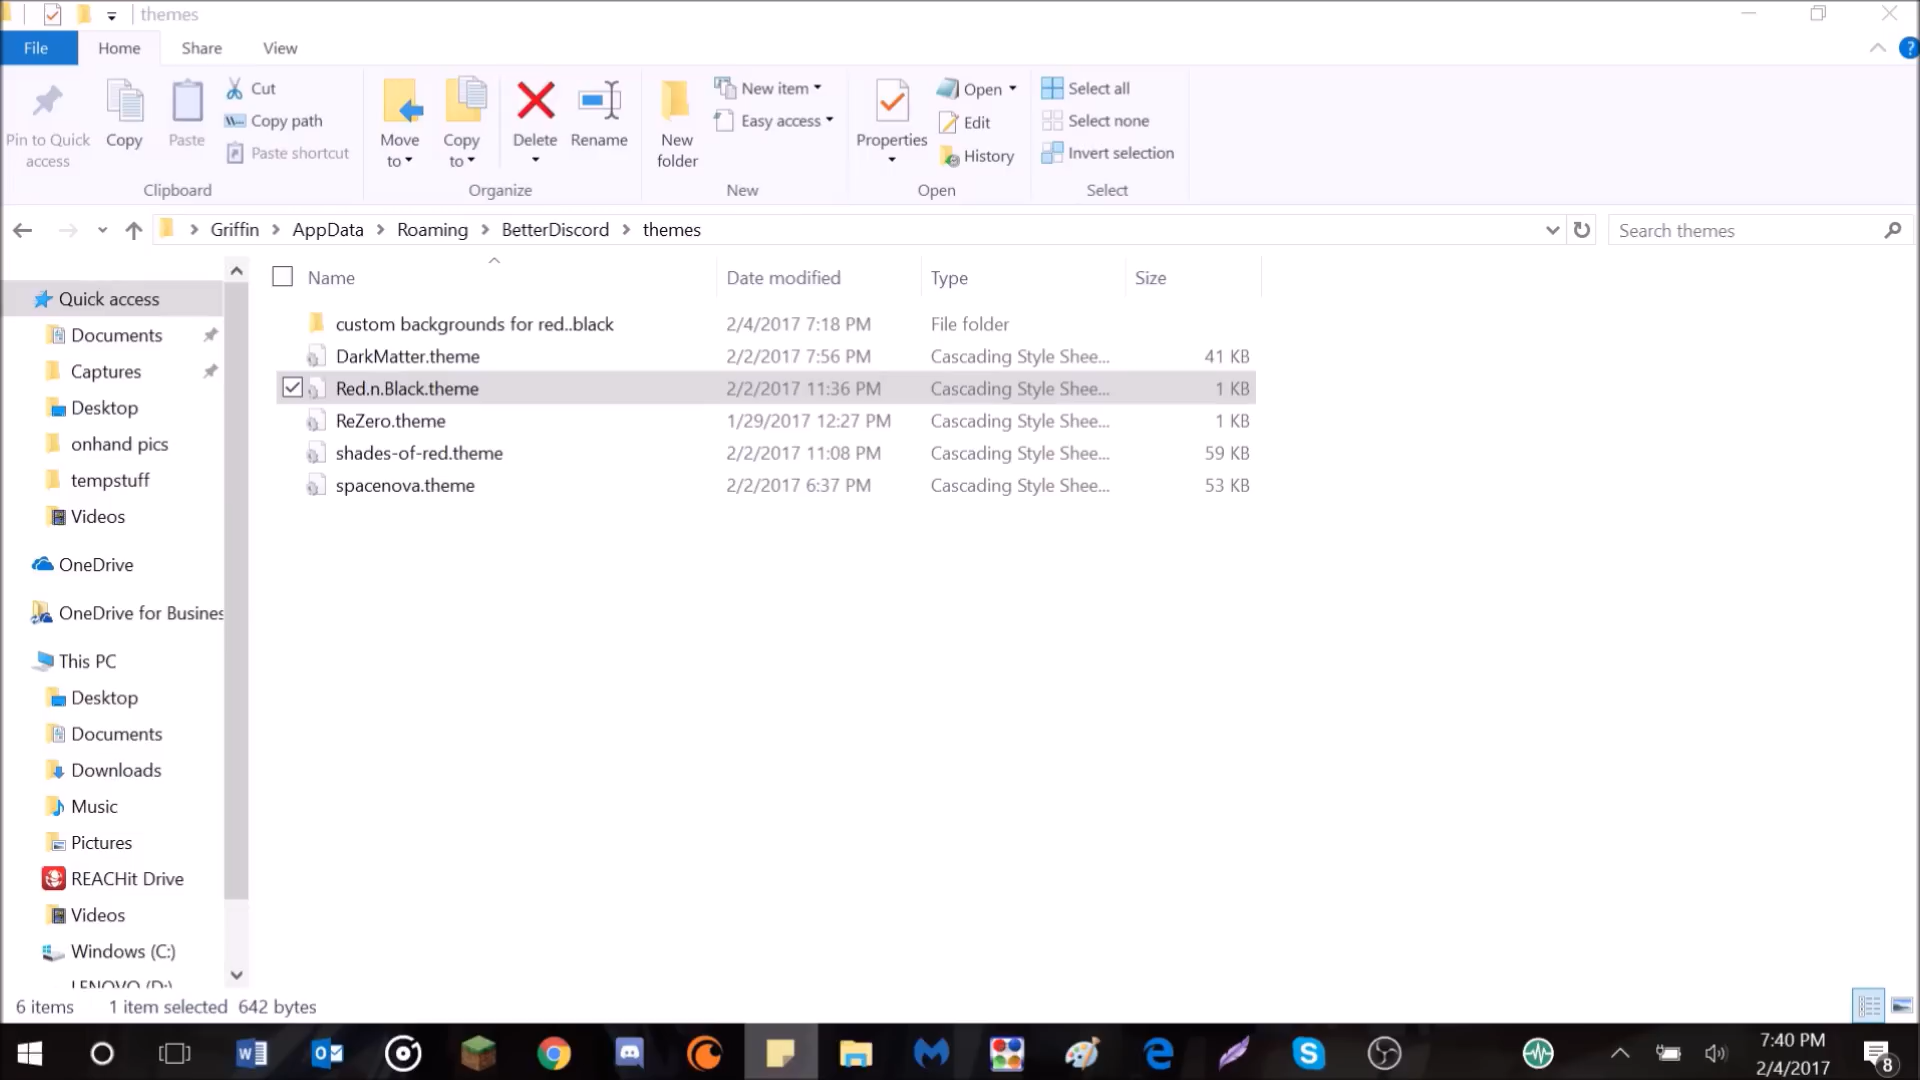 themes
File Home Share View
Pin to Quick access
Copy
Paste
Cut
Copy path
Paste shortcut
Clipboard
Move to
Copy to
Delete
Rename
Organize
New folder
New item
Easy access
New
Properties
Open
Edit
History
Open
Select all
Select none
Invert selection
Select
Griffin AppData Roaming BetterDiscord themes
Search themes
Name Date modified Type Size
custom backgrounds for red..black 2/4/2017 7:18 PM File folder
DarkMatter.theme 2/2/2017 7:56 PM Cascading Style Shee... 41 KB
Red.n.Black.theme 2/2/2017 11:36 PM Cascading Style Shee... 1 KB
ReZero.theme 1/29/2017 12:27 PM Cascading Style Shee... 1 KB
shades-of-red.theme 2/2/2017 11:08 PM Cascading Style Shee... 59 KB
spacenova.theme 2/2/2017 6:37 PM Cascading Style Shee... 53 KB
Quick access
Documents
Captures
Desktop
onhand pics
tempstuff
Videos
OneDrive
OneDrive for Busines
This PC
Desktop
Documents
Downloads
Music
Pictures
REACHit Drive
Videos
Windows (C:)
LENOVO (D:)
6 items 1 item selected 642 bytes
7:40 PM
2/4/2017
8